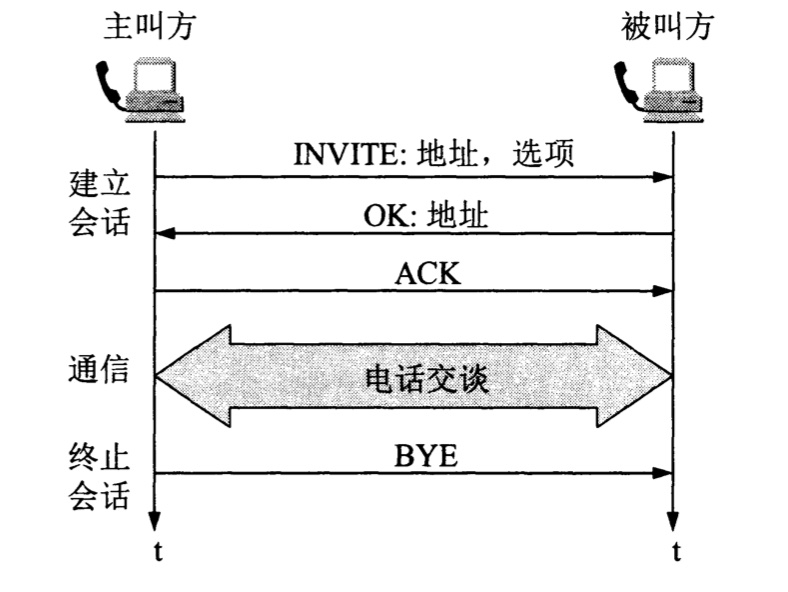 主叫方
被叫方
INVITE: 地址，选项
建立
会话
OK: 地址
ACK
通信
电话交谈
终止
会话
BYE
t
t